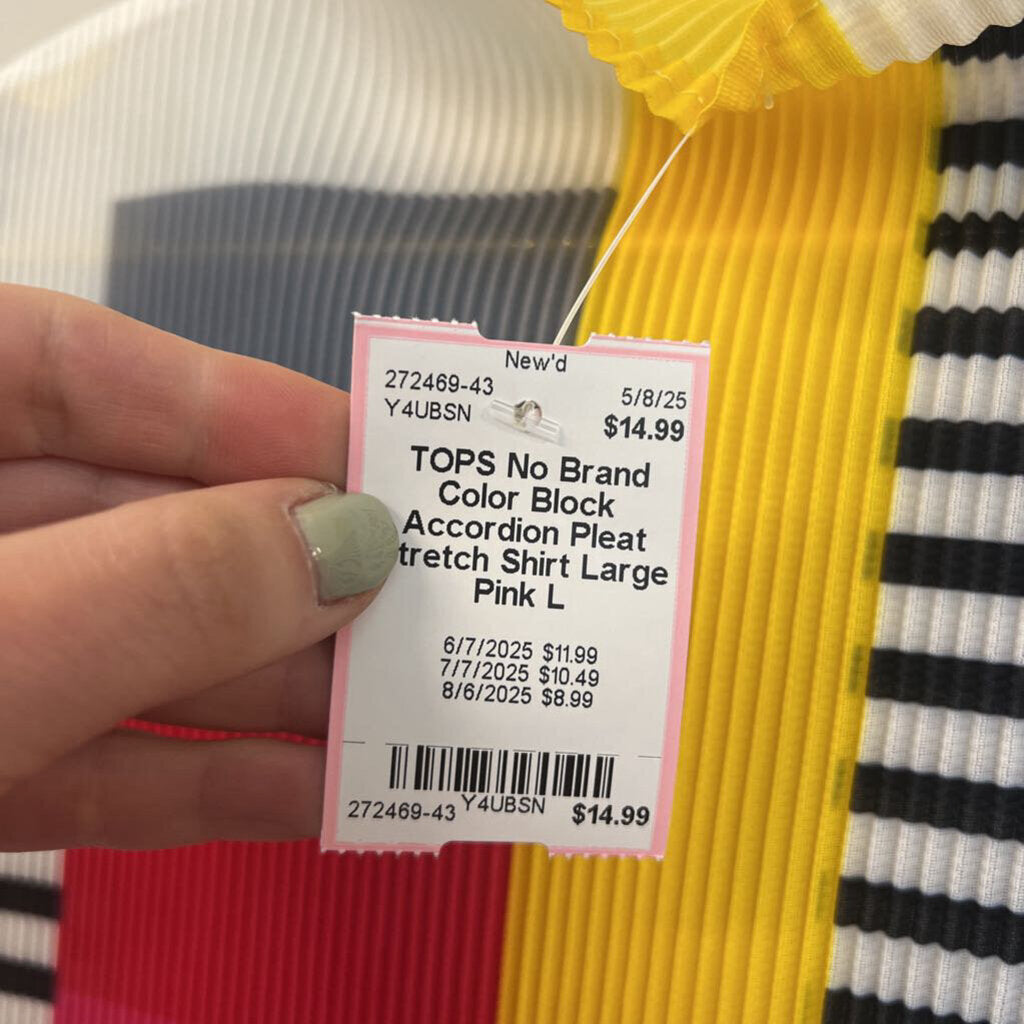 New'd
272469-43 5/8/25
Y4UBSN $14.99
TOPS No Brand
Color Block
Accordion Pleat
tretch Shirt Large
Pink L
6/7/2025 $11.99
7/7/2025 $10.49
8/6/2025 $8.99
272469-43 Y4UBSN $14.99